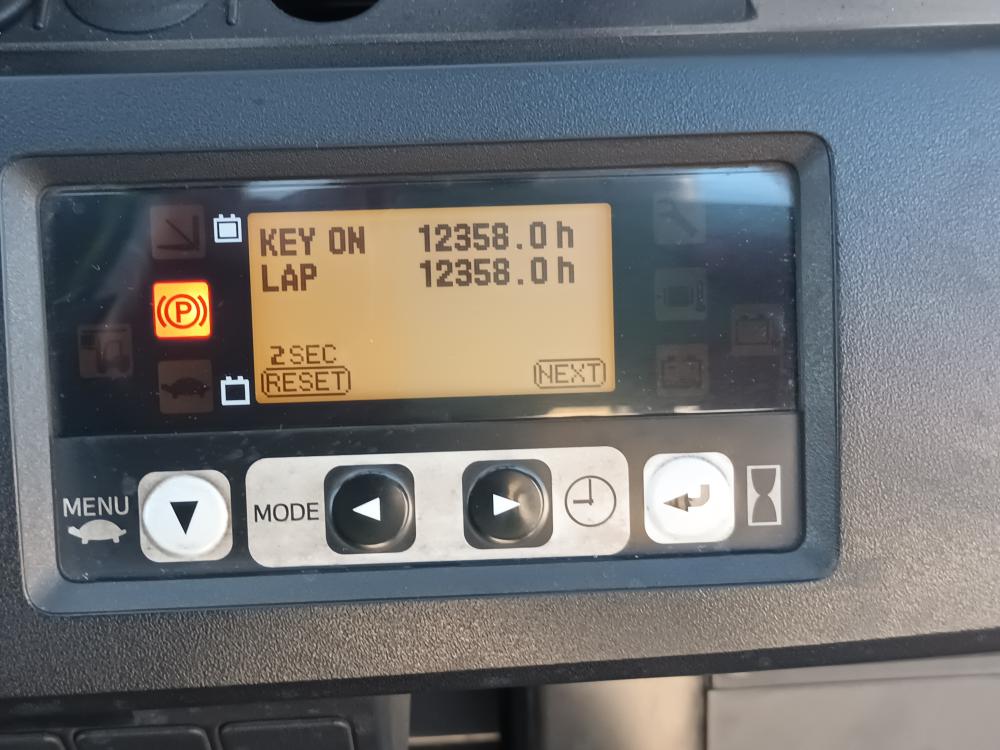 KEY ON 12358.0 h
LAP 12358.0 h
(P)
2SEC
RESET NEXT
MENU MODE